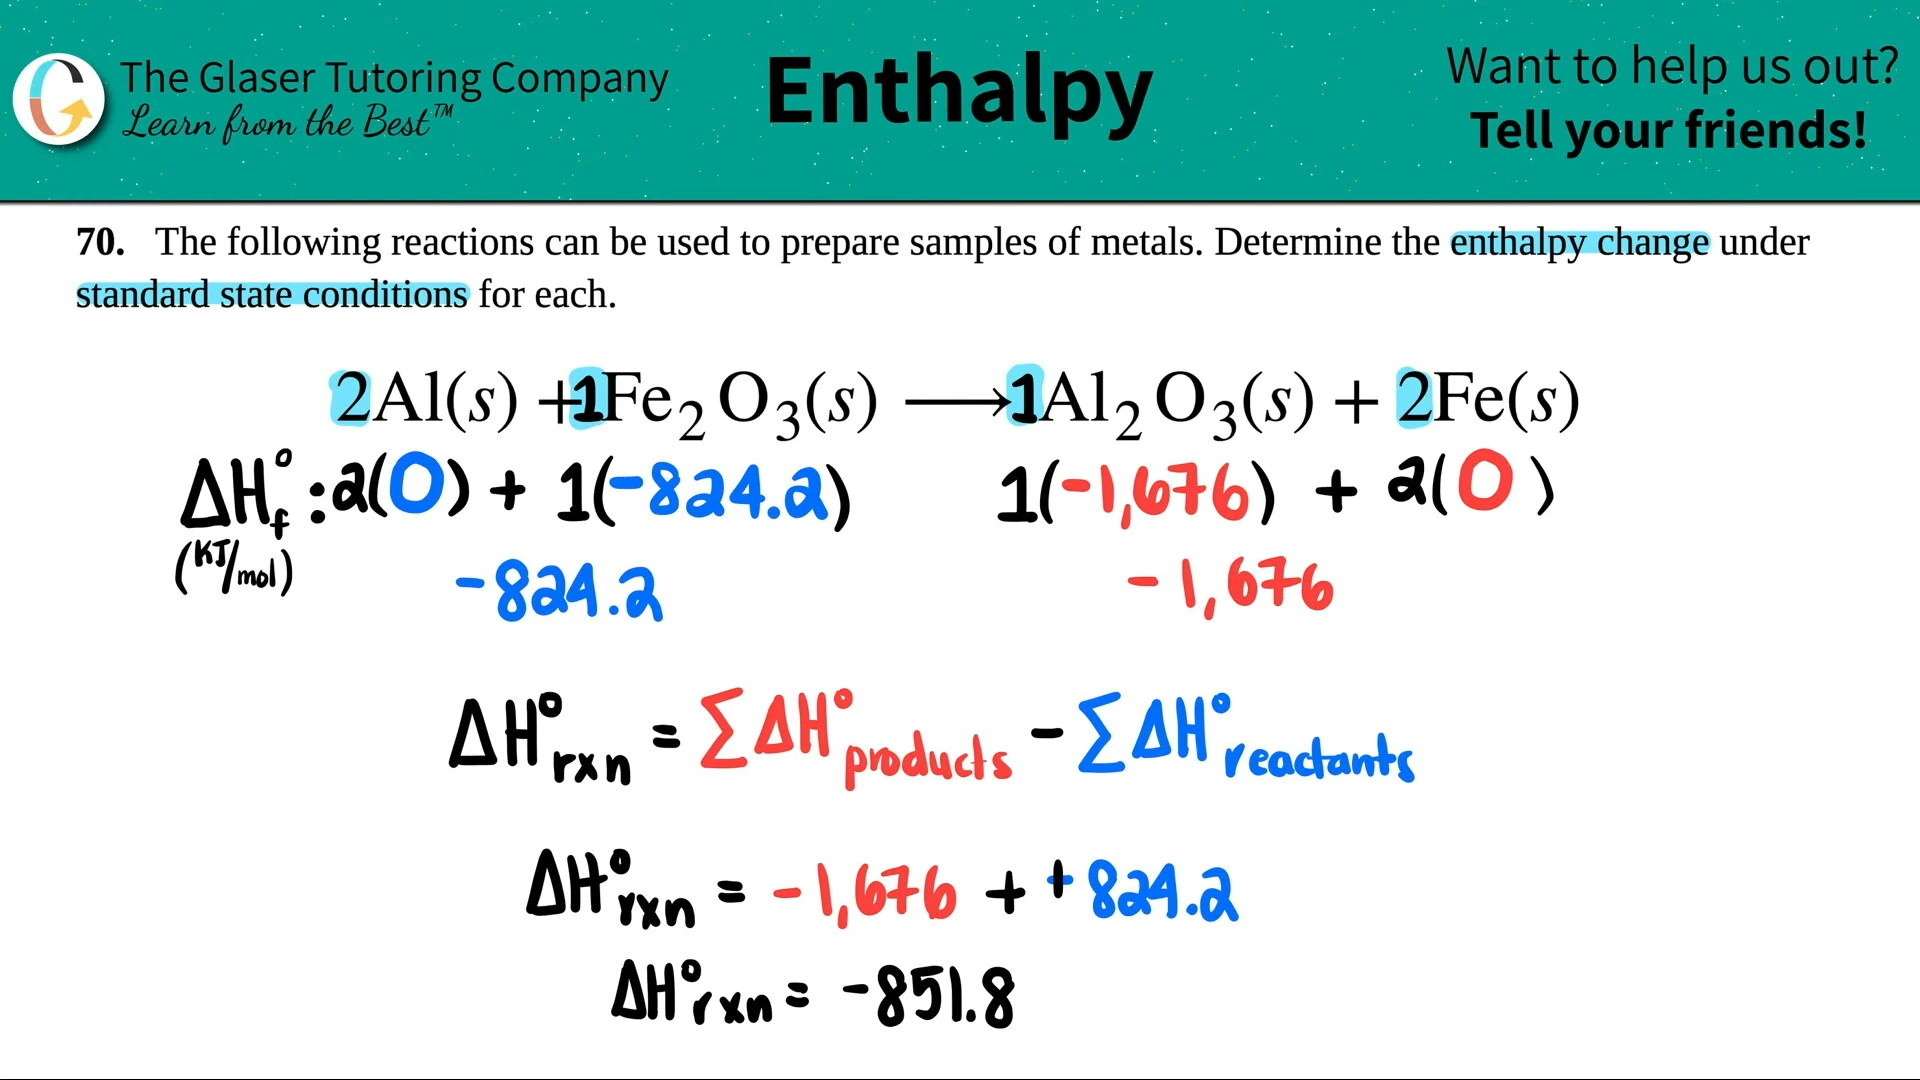 The Glaser Tutoring Company
Learn from the Best™
Enthalpy
Want to help us out?
Tell your friends!
70. The following reactions can be used to prepare samples of metals. Determine the enthalpy change under
standard state conditions for each.
2Al(s) + 1Fe₂O₃(s) ⟶ 1Al₂O₃(s) + 2Fe(s)
ΔH°f : 2(0) + 1(-824.2) 1(-1,676) + 2(0)
(KJ/mol)
-824.2 -1,676
ΔH°rxn = ΣΔH°products - ΣΔH°reactants
ΔH°rxn = -1,676 + +824.2
ΔH°rxn = -851.8